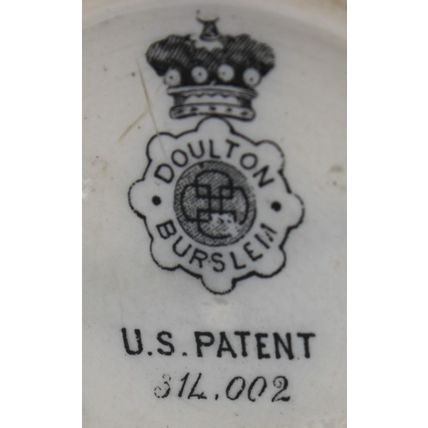 DOULTON
BURSLEM
U.S. PATENT
314.002